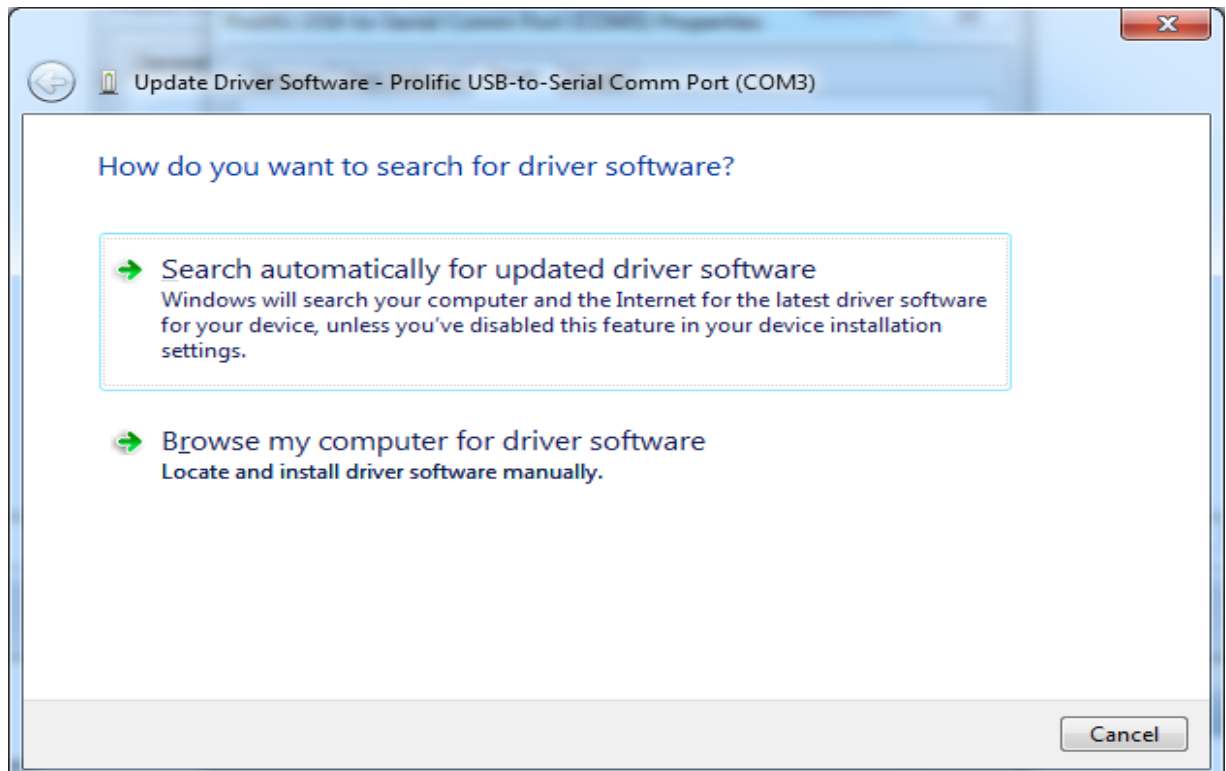 Update Driver Software - Prolific USB-to-Serial Comm Port (COM3)
How do you want to search for driver software?
Search automatically for updated driver software
Windows will search your computer and the Internet for the latest driver software
for your device, unless you've disabled this feature in your device installation
settings.
Browse my computer for driver software
Locate and install driver software manually.
Cancel